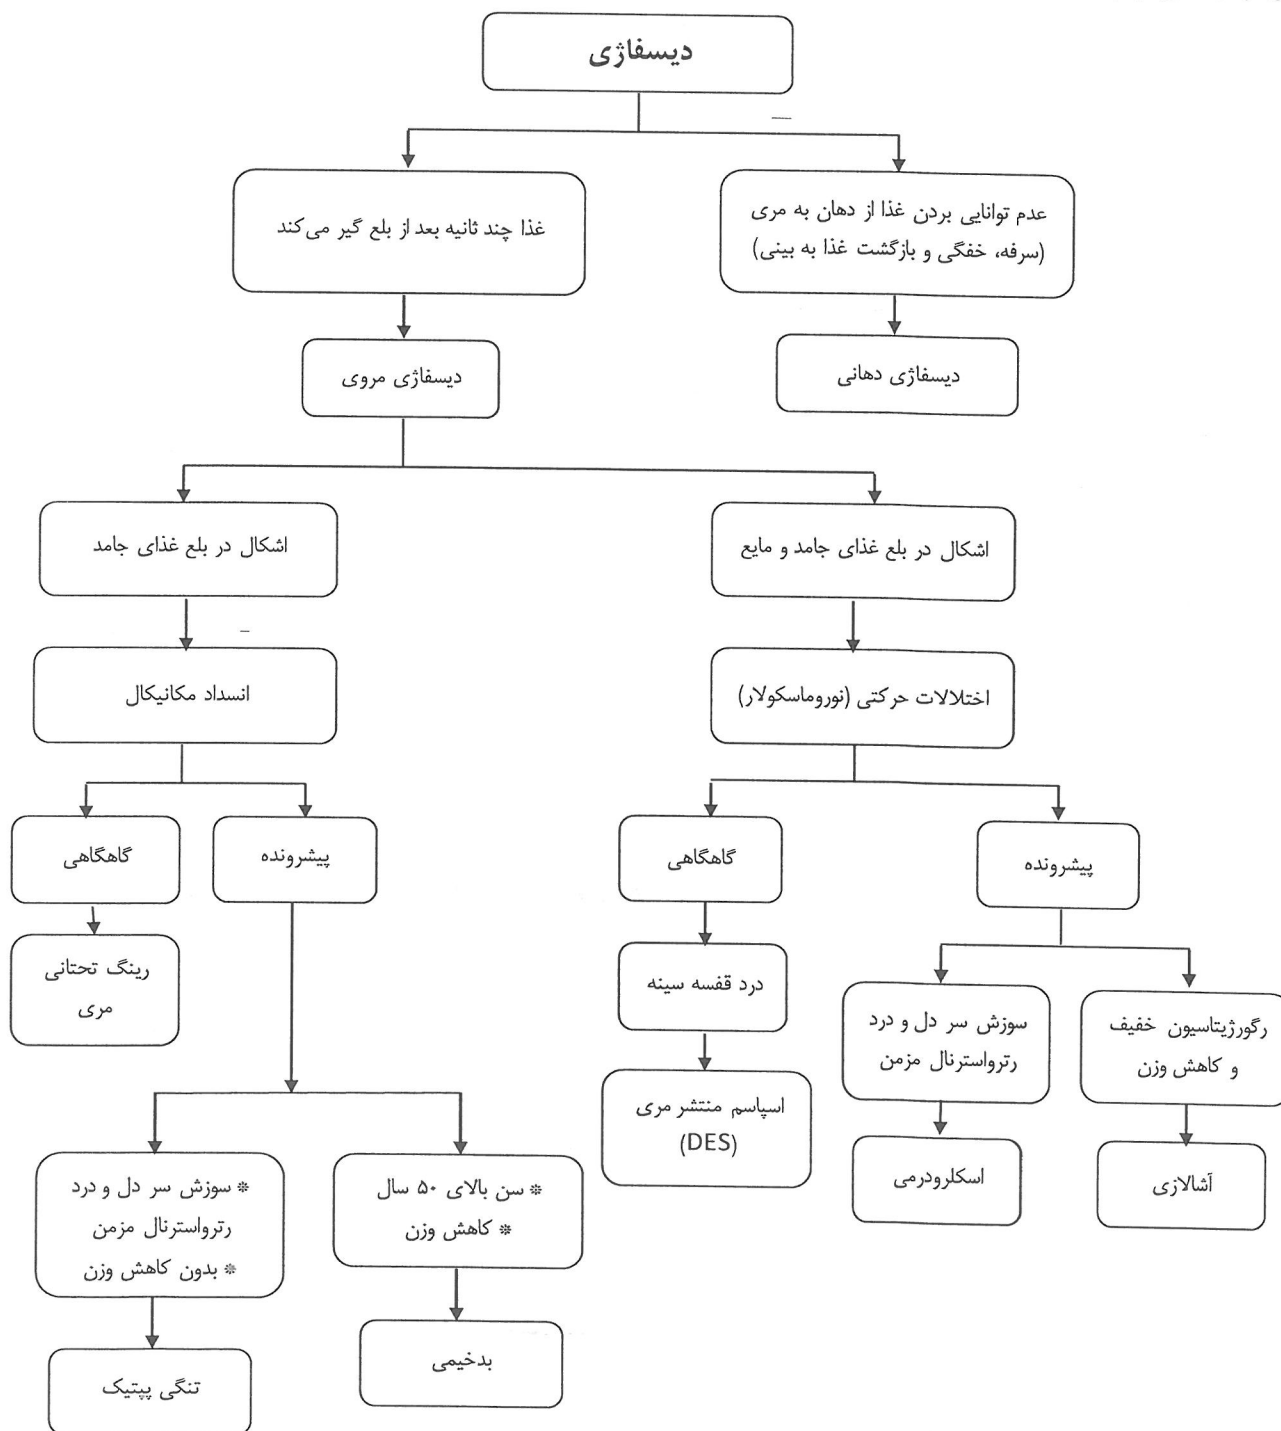 دیسفاژی
عدم توانایی بردن غذا از دهان به مری
(سرفه، خفگی و بازگشت غذا به بینی)
غذا چند ثانیه بعد از بلع گیر می‌کند
دیسفاژی دهانی
دیسفاژی مروی
اشکال در بلع غذای جامد و مایع
اشکال در بلع غذای جامد
اختلالات حرکتی (نوروماسکولار)
انسداد مکانیکال
پیشرونده
گاهگاهی
پیشرونده
گاهگاهی
رگورژیتاسیون خفیف
و کاهش وزن
سوزش سر دل و درد
رترواسترنال مزمن
درد قفسه سینه
رینگ تحتانی
مری
آشالازی
اسکلرودرمی
اسپاسم منتشر مری
(DES)
* سن بالای ۵۰ سال
* کاهش وزن
* سوزش سر دل و درد
رترواسترنال مزمن
* بدون کاهش وزن
بدخیمی
تنگی پپتیک